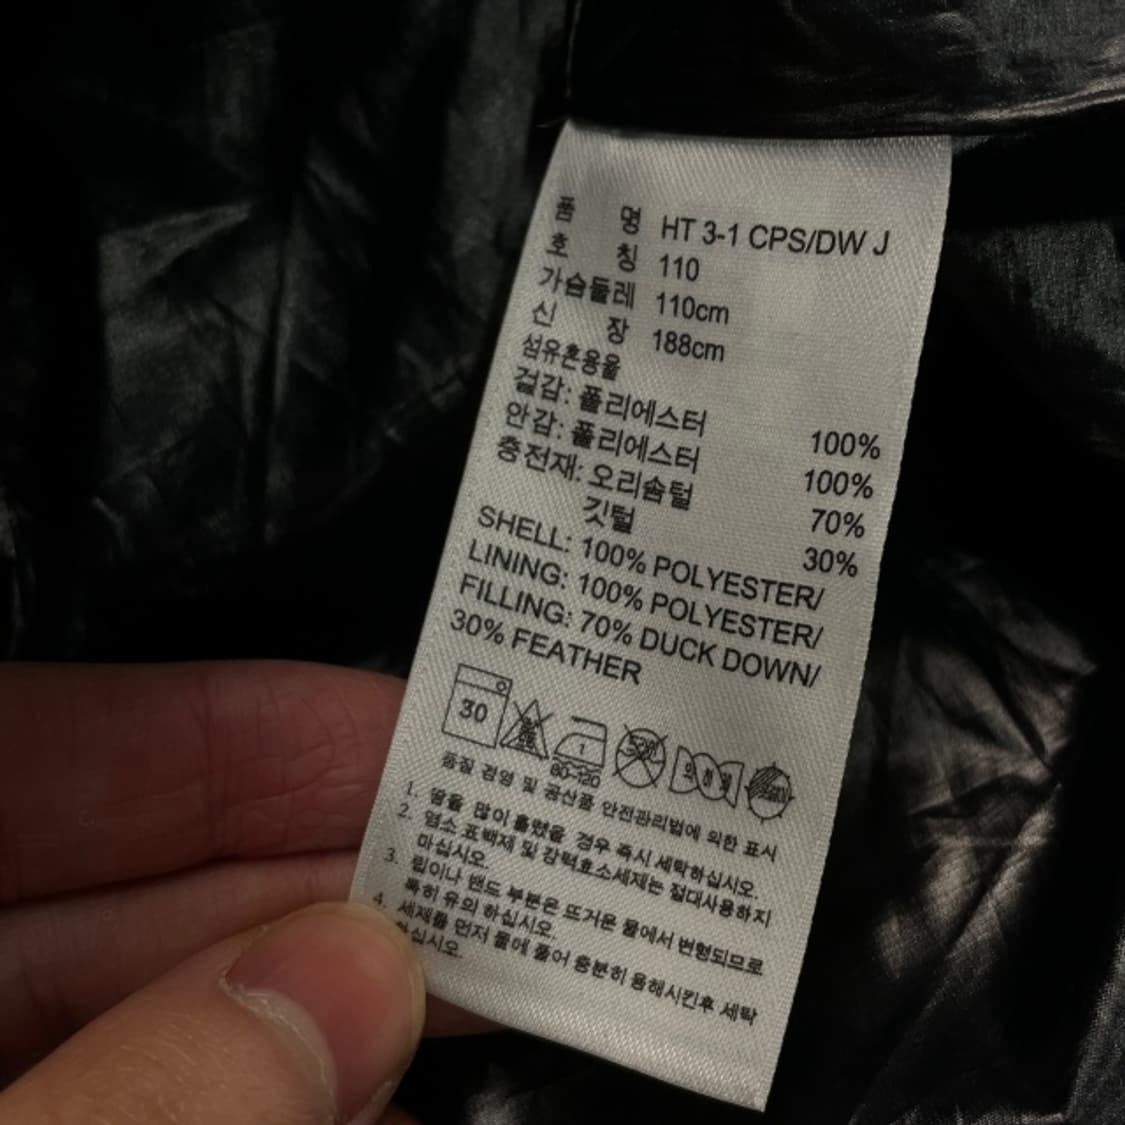 품 명 HT 3-1 CPS/DW J
호 칭 110
가슴둘레 110cm
신 장 188cm
섬유혼용율
겉감: 폴리에스터 100%
안감: 폴리에스터 100%
충전재: 오리솜털 70%
깃털 30%
SHELL: 100% POLYESTER/
LINING: 100% POLYESTER/
FILLING: 70% DUCK DOWN/
30% FEATHER
30
1
80-120
품질 경영 및 공산품 안전관리법에 의한 표시
1. 땀을 많이 흘렸을 경우 즉시 세탁하십시오.
2. 염소 표백제 및 강력효소세제는 절대사용하지
마십시오
3. 립이나 밴드 부분은 뜨거운 물에서 변형되므로
특히 유의 하십시오.
4. 세제를 먼저 물에 풀어 충분히 용해시킨후 세탁
하십시오.